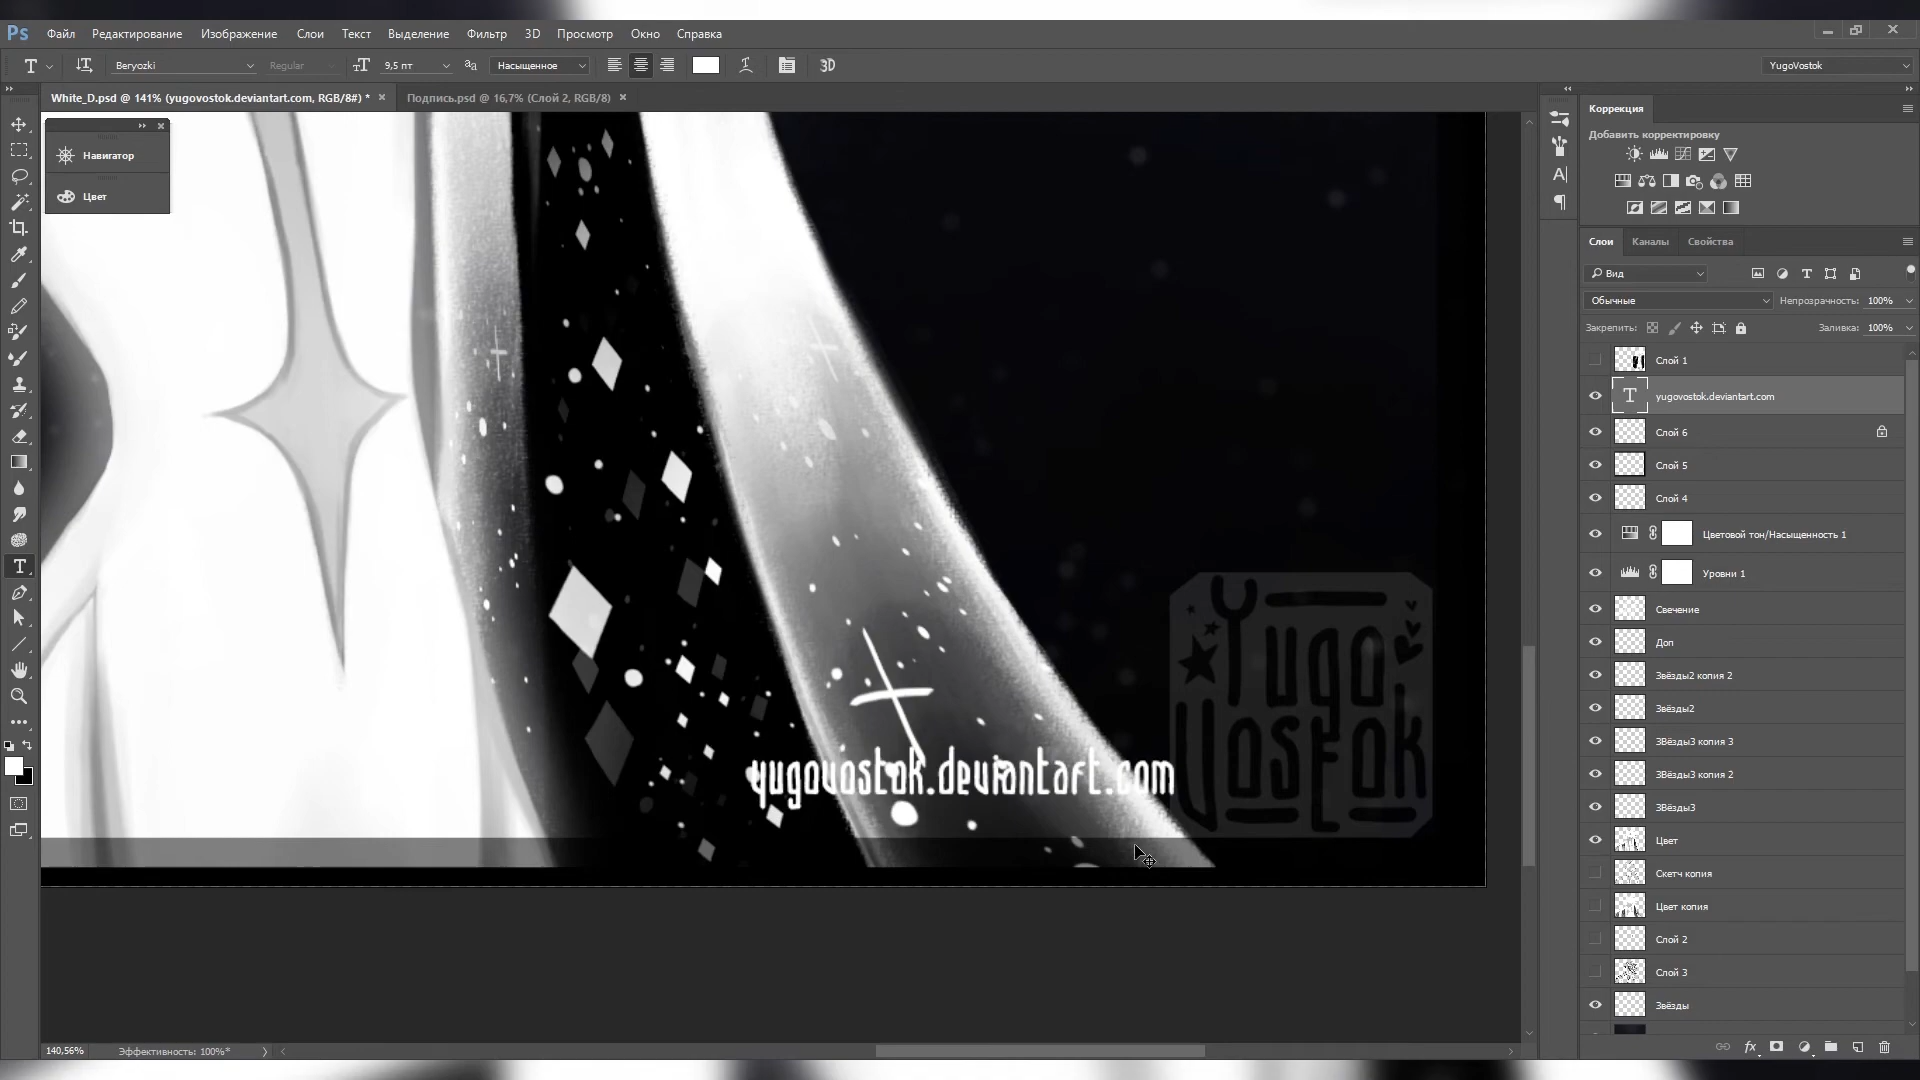 Ps Файл Редактирование Изображение Слои Текст Выделение Фильтр 3D Просмотр Окно Справка
T Beryozki Regular 9,5 пт Насыщенное 3D YugoVostok
White_D.psd @ 141% (yugovostok.deviantart.com, RGB/8#) * Подпись.psd @ 16,7% (Слой 2, RGB/8)
Навигатор
Цвет
Коррекция
Добавить корректировку
Слои Каналы Свойства
Вид
Обычные Непрозрачность: 100%
Закрепить: Заливка: 100%
Слой 1
yugovostok.deviantart.com
Слой 6
Слой 5
Слой 4
Цветовой тон/Насыщенность 1
Уровни 1
Свечение
Доп
Звёзды2 копия 2
Звёзды2
ЗВёзды3 копия 3
ЗВёзды3 копия 2
ЗВёзды3
Цвет
Скетч копия
Цвет копия
Слой 2
Слой 3
Звёзды
Yugo
Vostok
yugovostok.deviantart.com
140,56% Эффективность: 100%*